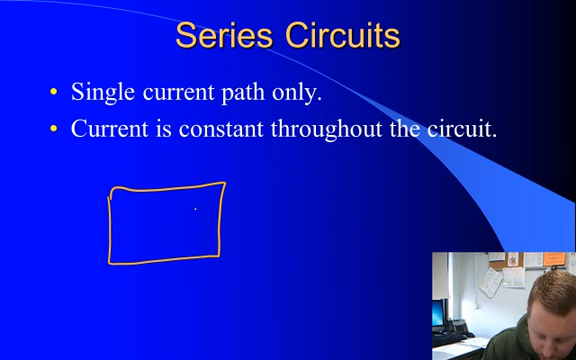 Series Circuits
• Single current path only.
• Current is constant throughout the circuit.